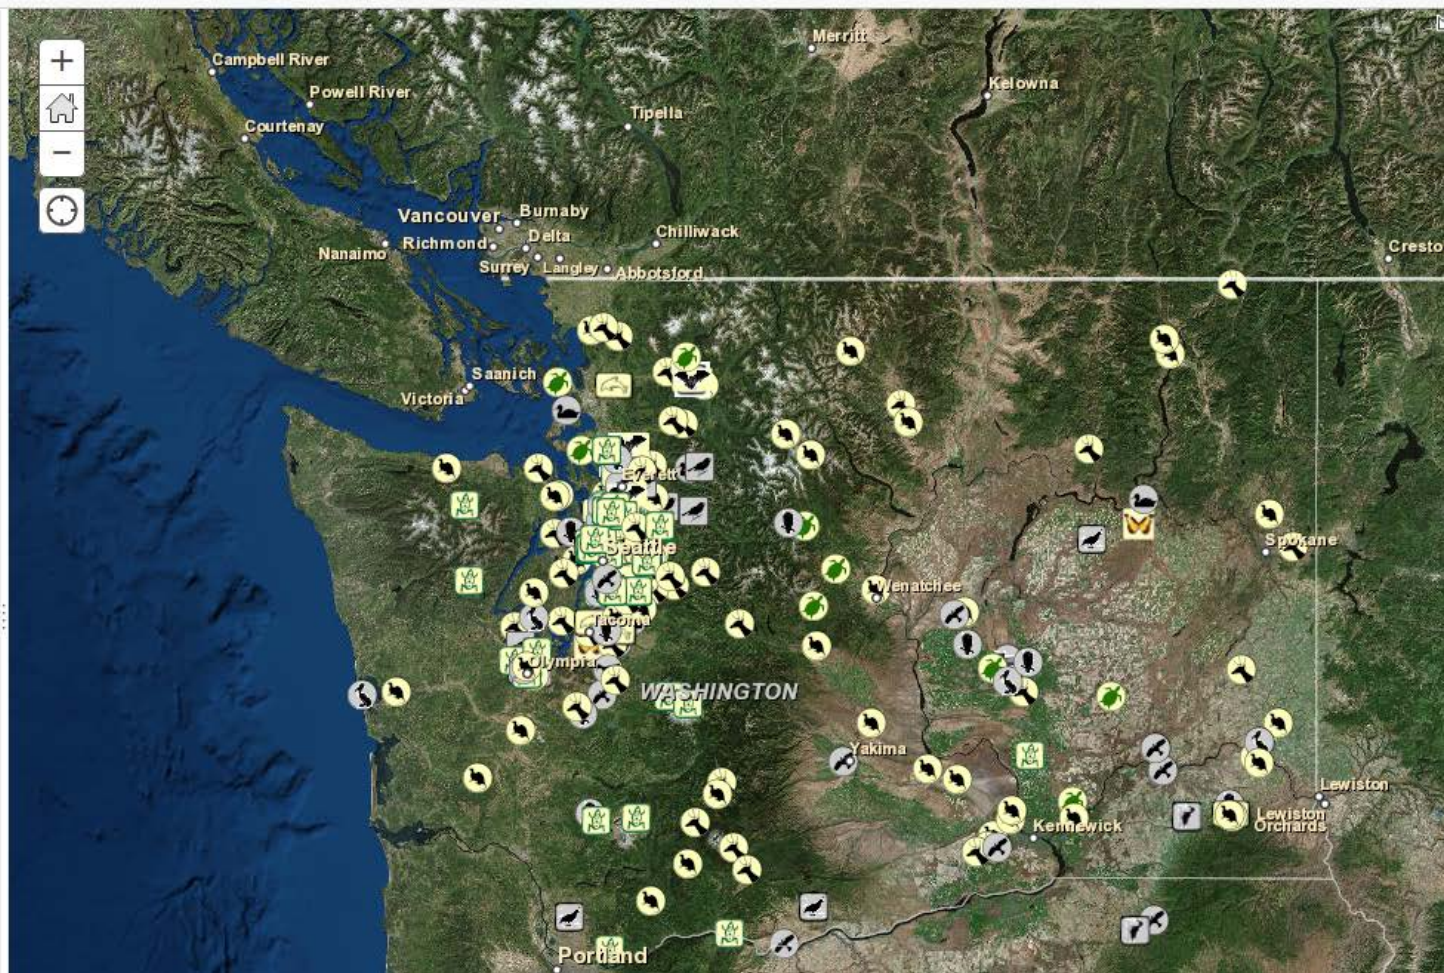 Merritt
Campbell River
Kelowna
Powell River
Tipella
Courtenay
Vancouver
Burnaby
Chilliwack
Delta
Richmond
Nanaimo
Cresto
Surrey
Langley
Abbotsford
Saanich
Victoria
Everett
Spokane
Seattle
Wenatchee
Tacoma
Olympia
WASHINGTON
Yakima
Lewiston
Lewiston
Orchards
Kennewick
Portland